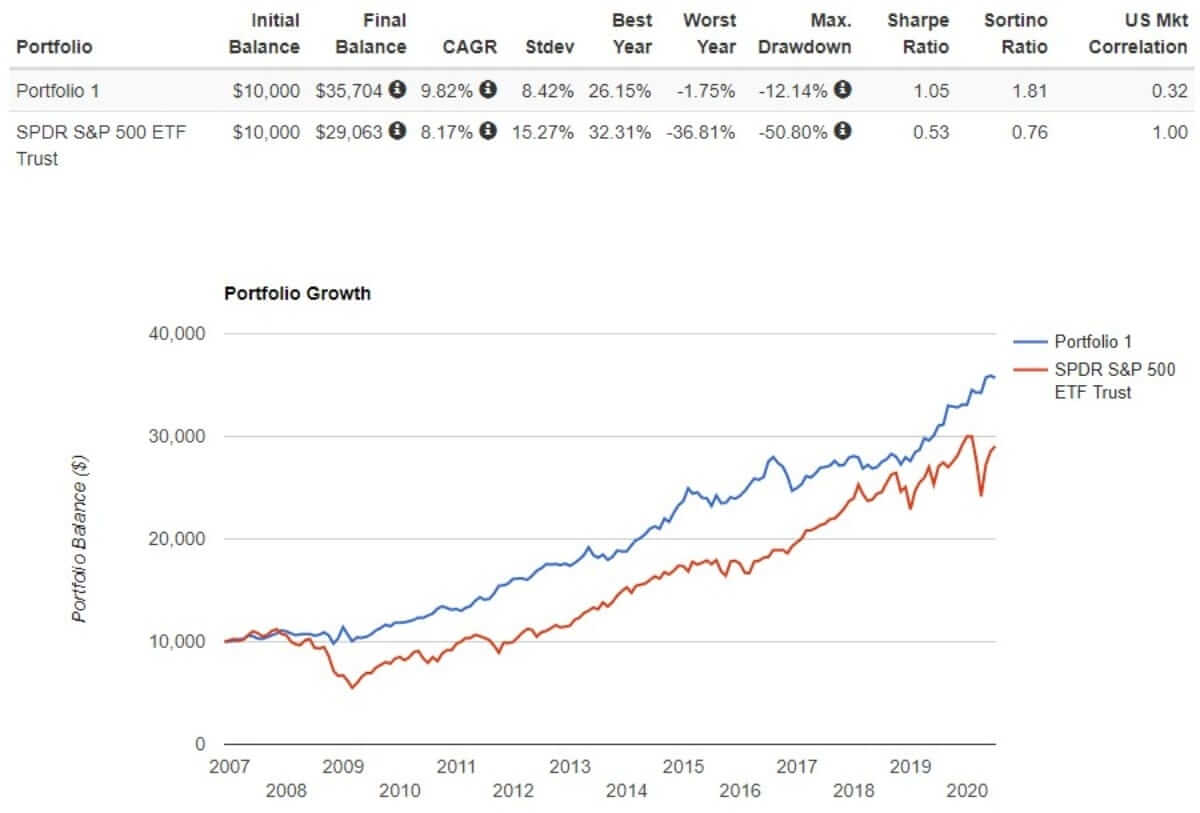 Initial Final Best Worst Max. Sharpe Sortino US Mkt
Portfolio Balance Balance CAGR Stdev Year Year Drawdown Ratio Ratio Correlation
Portfolio 1 $10,000 $35,704 9.82% 8.42% 26.15% -1.75% -12.14% 1.05 1.81 0.32
SPDR S&P 500 ETF $10,000 $29,063 8.17% 15.27% 32.31% -36.81% -50.80% 0.53 0.76 1.00
Trust
Portfolio Growth
40,000
30,000
20,000
10,000
0
Portfolio Balance ($)
Portfolio 1
SPDR S&P 500
ETF Trust
2007 2009 2011 2013 2015 2017 2019
2008 2010 2012 2014 2016 2018 2020